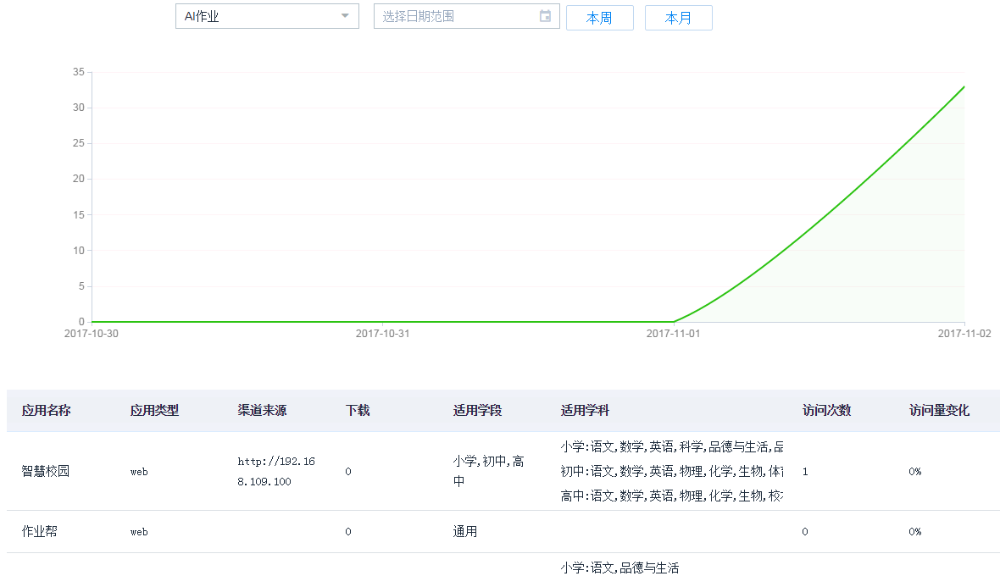 AI作业 选择日期范围 本周 本月
35
30
25
20
15
10
5
0
2017-10-30 2017-10-31 2017-11-01 2017-11-02
应用名称 应用类型 渠道来源 下载 适用学段 适用学科 访问次数 访问量变化
智慧校园 web http://192.16
8.109.100 0 小学,初中,高
中 小学:语文,数学,英语,科学,品德与生活,品
初中:语文,数学,英语,物理,化学,生物,体
高中:语文,数学,英语,物理,化学,生物,校 1 0%
作业帮 web 0 通用 0 0%
小学:语文,品德与生活